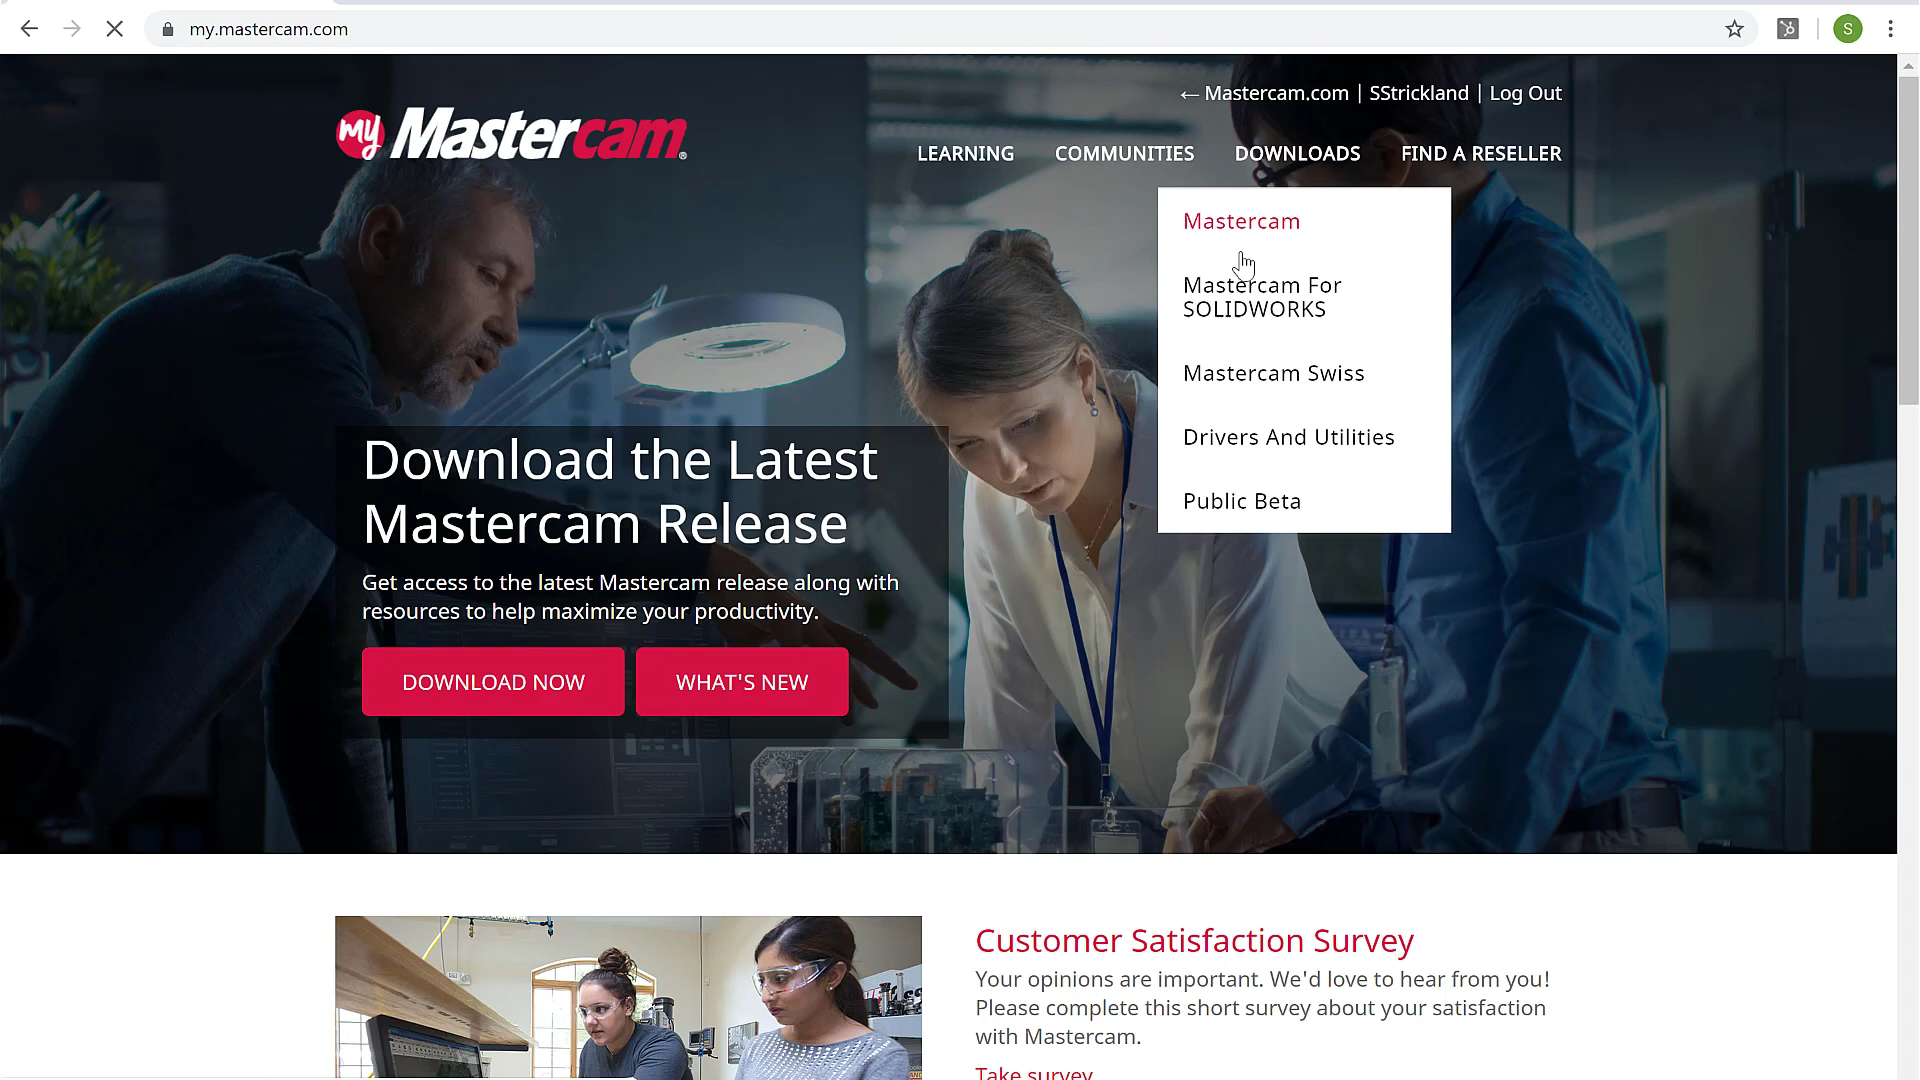 my.mastercam.com
S
← Mastercam.com | SStrickland | Log Out
my Mastercam®
LEARNING COMMUNITIES DOWNLOADS FIND A RESELLER
Mastercam
Mastercam For
SOLIDWORKS
Mastercam Swiss
Drivers And Utilities
Public Beta
Download the Latest
Mastercam Release
Get access to the latest Mastercam release along with
resources to help maximize your productivity.
DOWNLOAD NOW WHAT'S NEW
Customer Satisfaction Survey
Your opinions are important. We'd love to hear from you!
Please complete this short survey about your satisfaction
with Mastercam.
Take survey